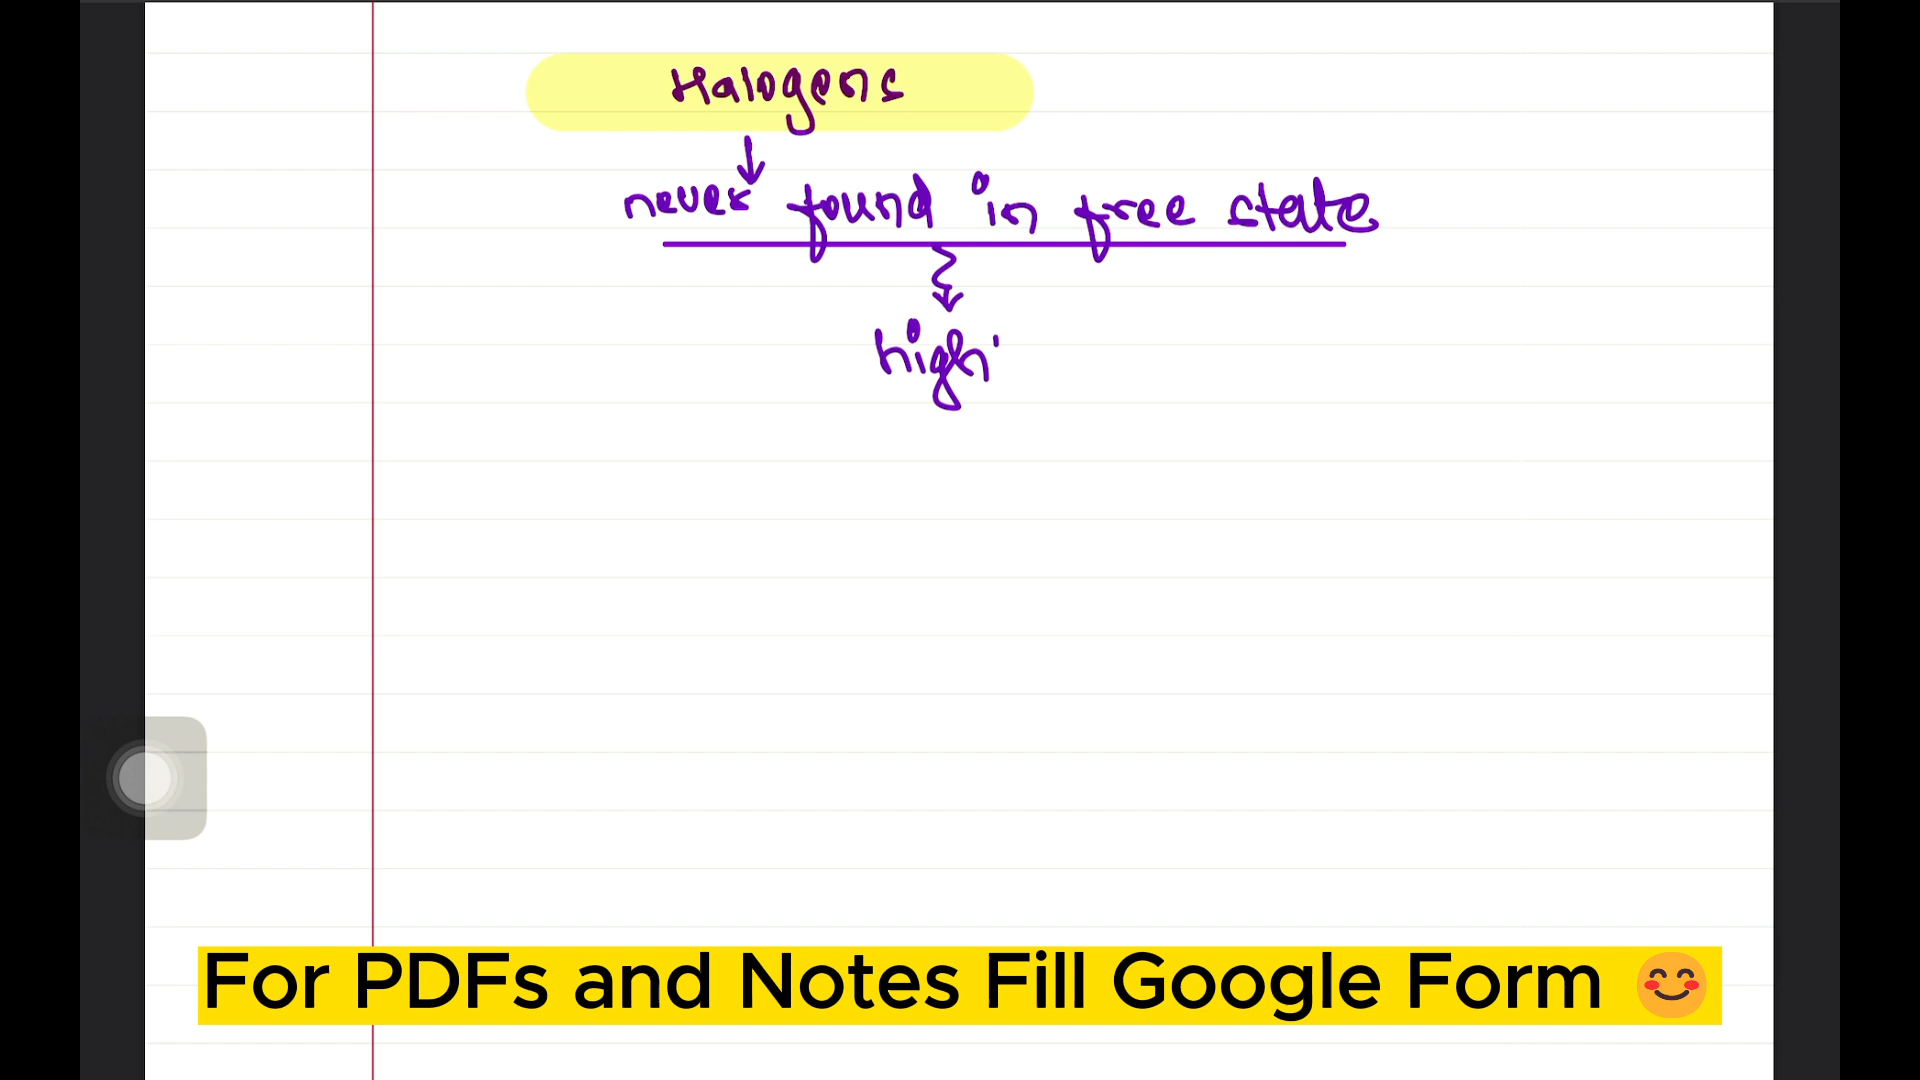 Halogens
never found in free state
high
For PDFs and Notes Fill Google Form 😊